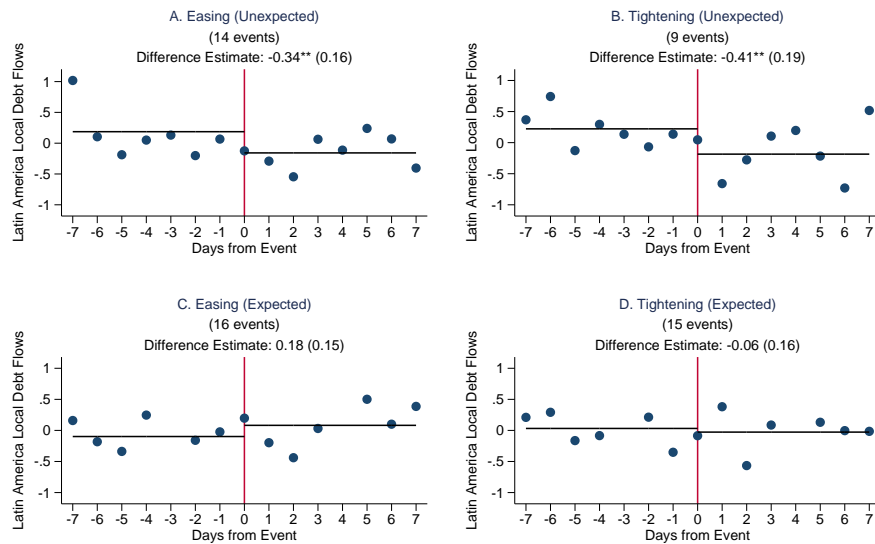 A. Easing (Unexpected)
(14 events)
Difference Estimate: -0.34** (0.16)
Latin America Local Debt Flows
1
.5
0
-.5
-1
-7 -6 -5 -4 -3 -2 -1 0 1 2 3 4 5 6 7
Days from Event
B. Tightening (Unexpected)
(9 events)
Difference Estimate: -0.41** (0.19)
Latin America Local Debt Flows
1
.5
0
-.5
-1
-7 -6 -5 -4 -3 -2 -1 0 1 2 3 4 5 6 7
Days from Event
C. Easing (Expected)
(16 events)
Difference Estimate: 0.18 (0.15)
Latin America Local Debt Flows
1
.5
0
-.5
-1
-7 -6 -5 -4 -3 -2 -1 0 1 2 3 4 5 6 7
Days from Event
D. Tightening (Expected)
(15 events)
Difference Estimate: -0.06 (0.16)
Latin America Local Debt Flows
1
.5
0
-.5
-1
-7 -6 -5 -4 -3 -2 -1 0 1 2 3 4 5 6 7
Days from Event